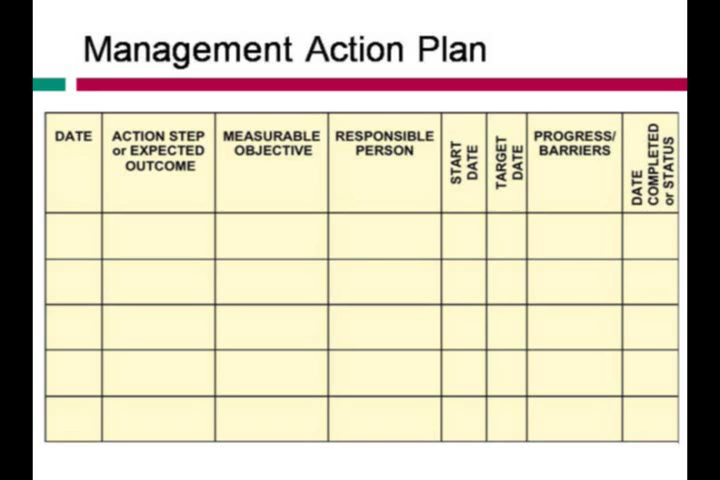 Management Action Plan
DATE
ACTION STEP
or EXPECTED
OUTCOME
MEASURABLE
OBJECTIVE
RESPONSIBLE
PERSON
START
DATE
TARGET
DATE
PROGRESS/
BARRIERS
DATE
COMPLETED
or STATUS